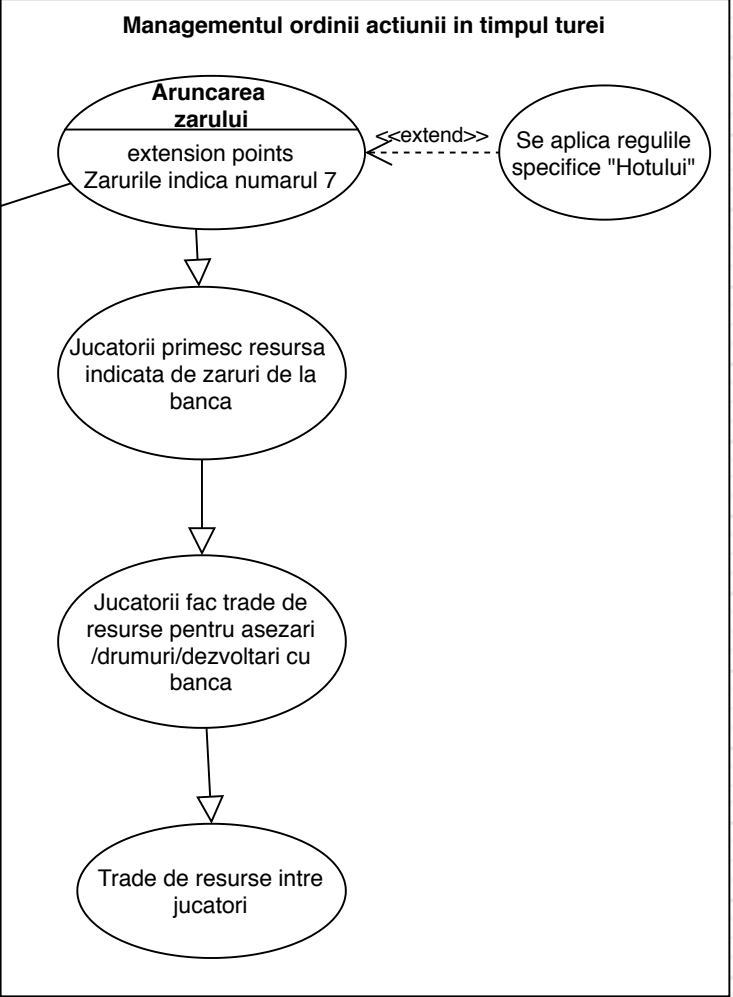 Managementul ordinii actiunii in timpul turei
Aruncarea
zarului
extension points
Zarurile indica numarul 7
<<extend>>
Se aplica regulile
specifice "Hotului"
Jucatorii primesc resursa
indicata de zaruri de la
banca
Jucatorii fac trade de
resurse pentru asezari
/drumuri/dezvoltari cu
banca
Trade de resurse intre
jucatori